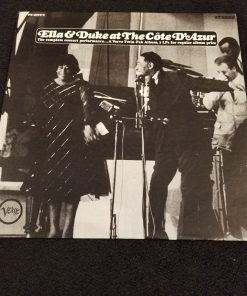 STEREO
Ella & Duke at The Côte D'Azur
The complete concert performance...A Verve Twin-Pak Album, 2 LPs for regular album price
Verve